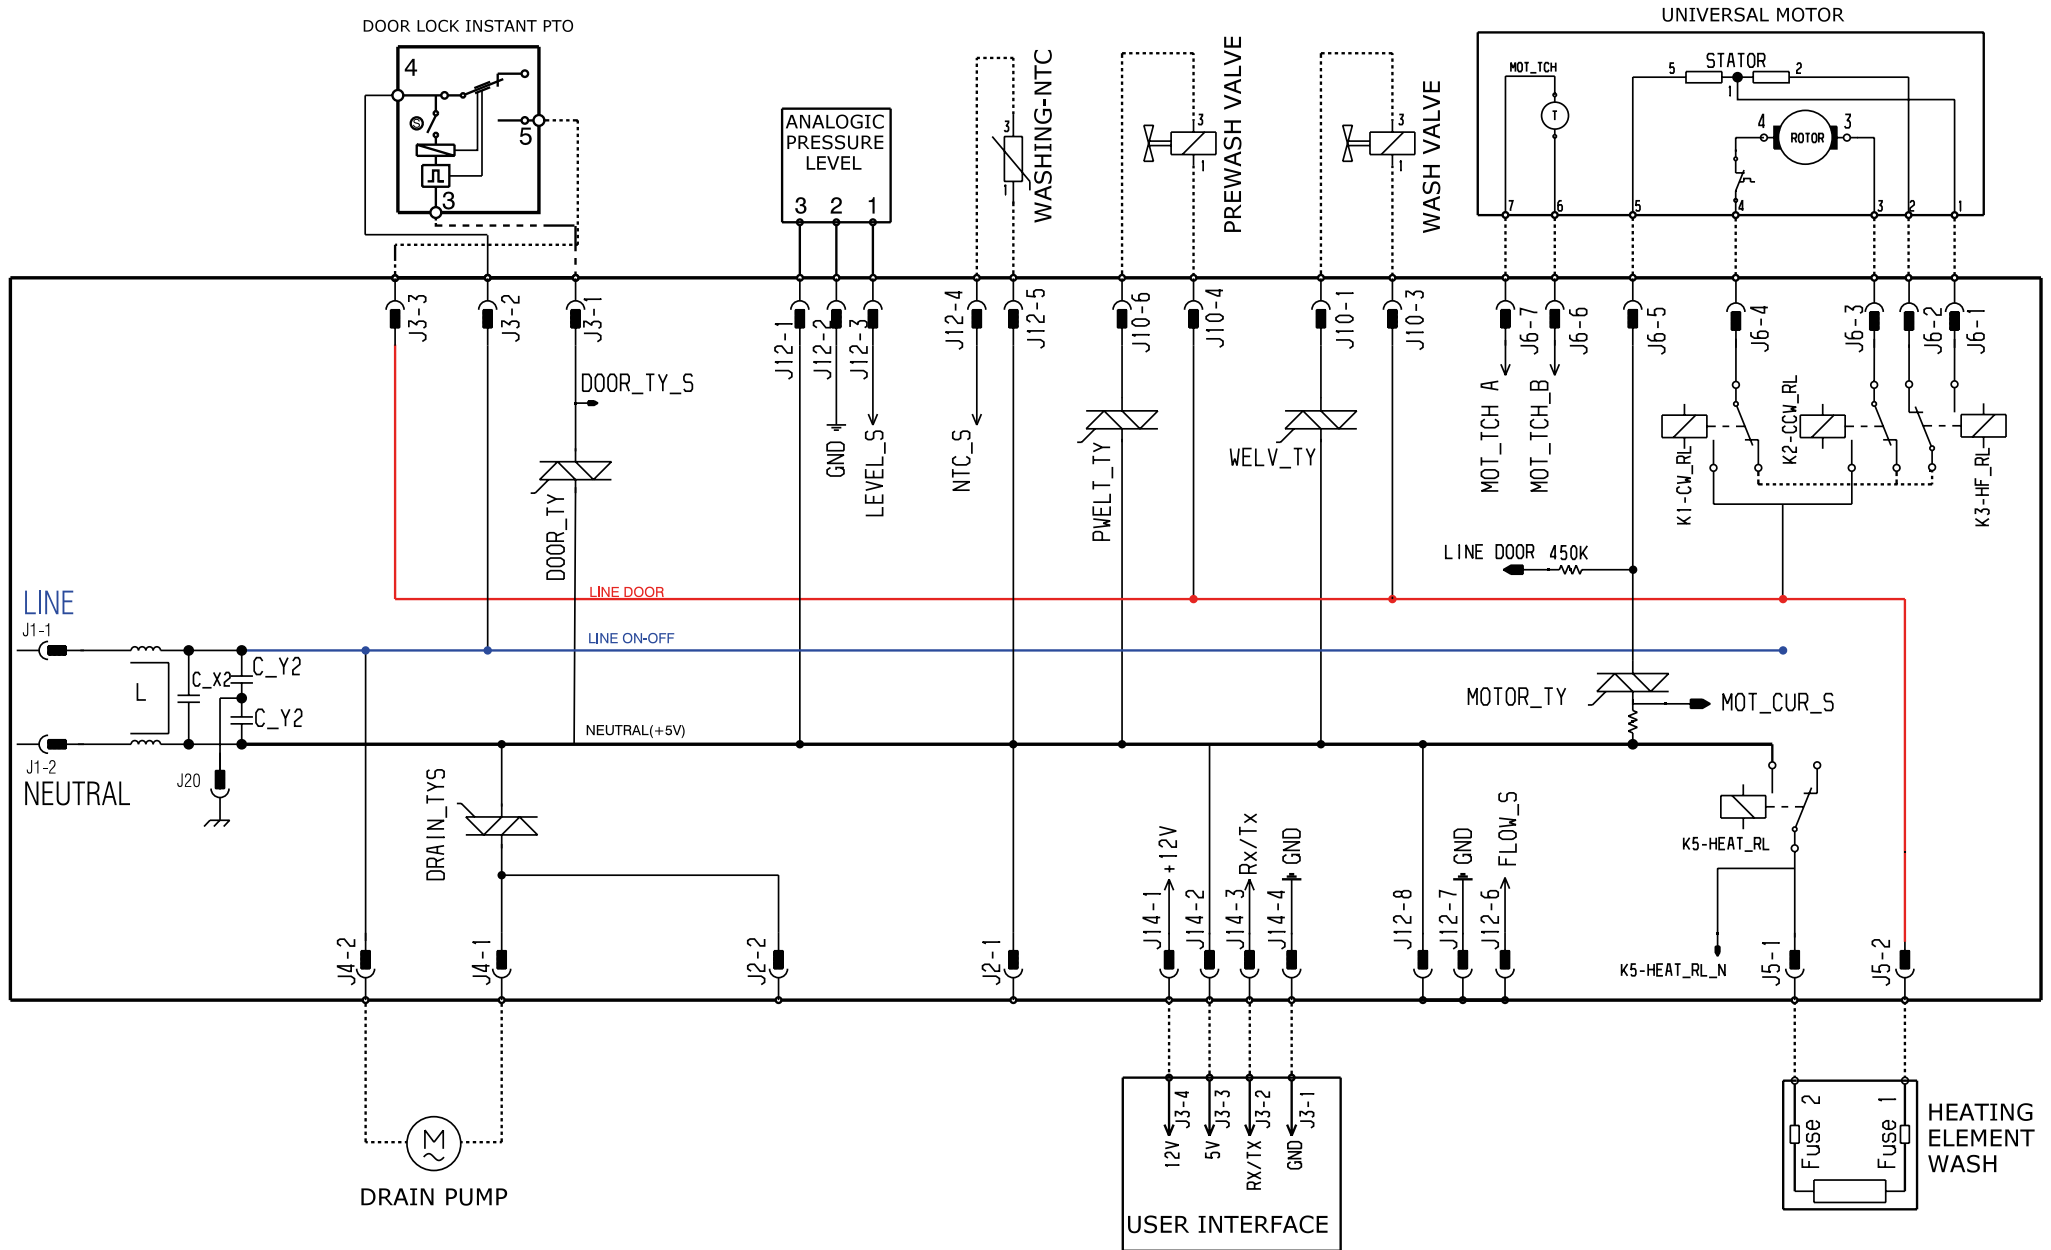 DOOR LOCK INSTANT PTO
4
S
5
3
ANALOGIC
PRESSURE
LEVEL
3 2 1
3
1
WASHING-NTC
3
1
PREWASH VALVE
3
1
WASH VALVE
UNIVERSAL MOTOR
MOT_TCH
T
5 STATOR 2
1
4 ROTOR 3
7 6 5 4 3 2 1
J3-3
J3-2
J3-1
J12-1
J12-2
J12-3
J12-4
J12-5
J10-6
J10-4
J10-1
J10-3
J6-7
J6-6
J6-5
J6-4
J6-3
J6-2
J6-1
DOOR_TY_S
DOOR_TY
GND
LEVEL_S
NTC_S
PWELT_TY
WELV_TY
MOT_TCH A
MOT_TCH_B
K1-CW_RL
K2-CCW_RL
K3-HF_RL
LINE DOOR 450K
LINE DOOR
LINE
J1-1
LINE ON-OFF
L
C_X2
C_Y2
C_Y2
MOTOR_TY
MOT_CUR_S
NEUTRAL(+5V)
J1-2
NEUTRAL
J20
DRAIN_TYS
K5-HEAT_RL
K5-HEAT_RL_N
+12V
Rx/Tx
GND
GND
FLOW_S
J4-2
J4-1
J2-2
J2-1
J14-1
J14-2
J14-3
J14-4
J12-8
J12-7
J12-6
J5-1
J5-2
M
DRAIN PUMP
J3-4
J3-3
J3-2
J3-1
12V
5V
RX/TX
GND
USER INTERFACE
2
1
Fuse
Fuse
HEATING
ELEMENT
WASH